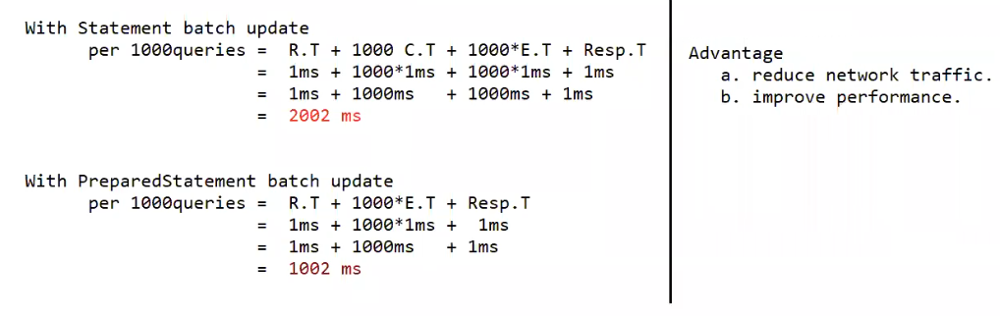 With Statement batch update
per 1000queries = R.T + 1000 C.T + 1000*E.T + Resp.T
= 1ms + 1000*1ms + 1000*1ms + 1ms
= 1ms + 1000ms + 1000ms + 1ms
= 2002 ms
With PreparedStatement batch update
per 1000queries = R.T + 1000*E.T + Resp.T
= 1ms + 1000*1ms + 1ms
= 1ms + 1000ms + 1ms
= 1002 ms
Advantage
a. reduce network traffic.
b. improve performance.